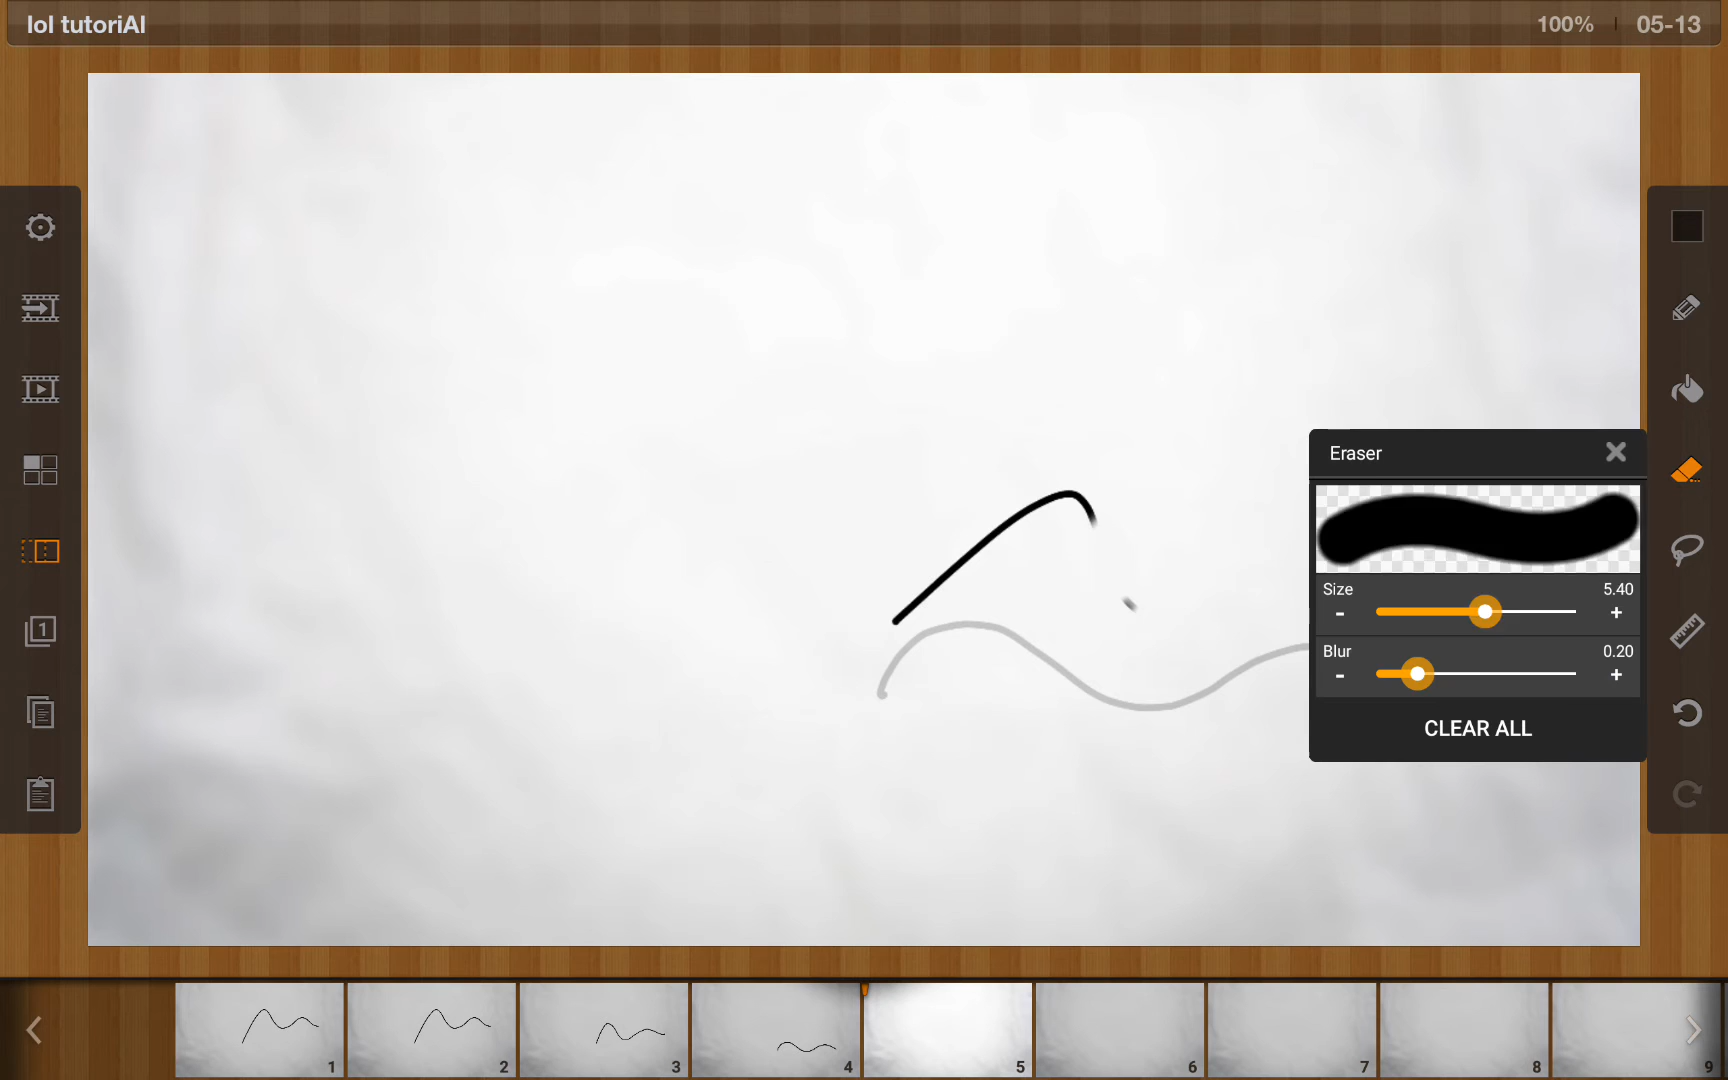 lol tutoriAl
100% 05-13
1
Eraser
Size 5.40
- +
Blur 0.20
- +
CLEAR ALL
1 2 3 4 5 6 7 8 9